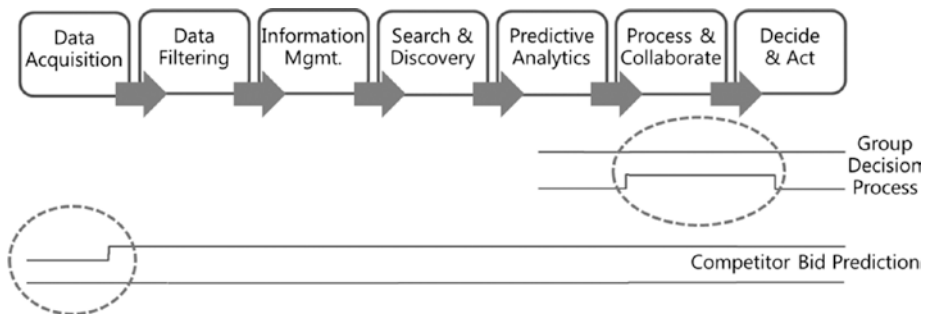 Data
Acquisition
Data
Filtering
Information
Mgmt.
Search &
Discovery
Predictive
Analytics
Process &
Collaborate
Decide
& Act
Group
Decision
Process
Competitor Bid Prediction